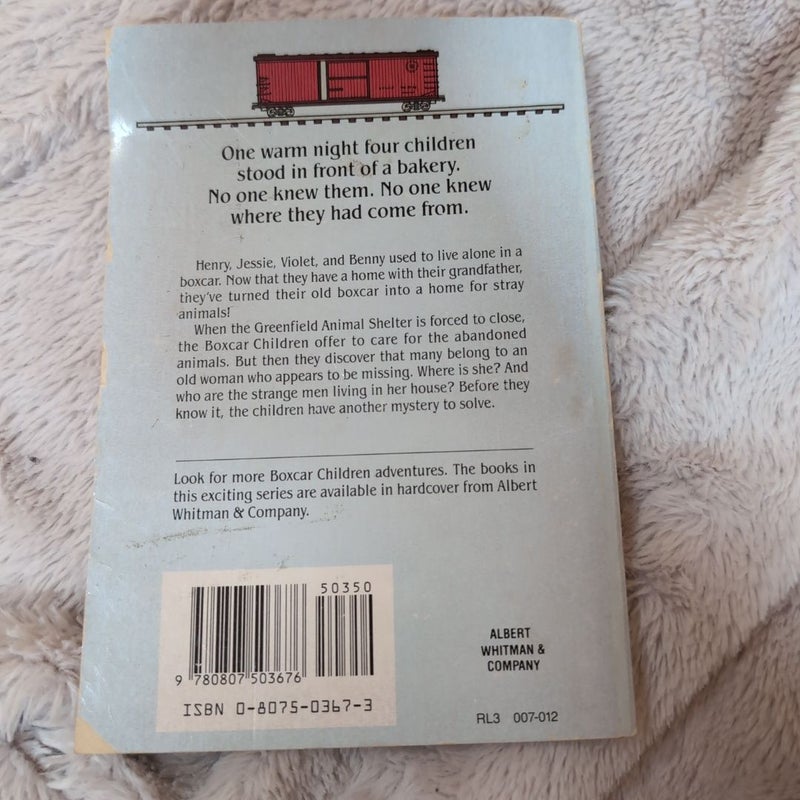 One warm night four children
stood in front of a bakery.
No one knew them. No one knew
where they had come from.
Henry, Jessie, Violet, and Benny used to live alone in a
boxcar. Now that they have a home with their grandfather,
they've turned their old boxcar into a home for stray
animals!
When the Greenfield Animal Shelter is forced to close,
the Boxcar Children offer to care for the abandoned
animals. But then they discover that many belong to an
old woman who appears to be missing. Where is she? And
who are the strange men living in her house? Before they
know it, the children have another mystery to solve.
Look for more Boxcar Children adventures. The books in
this exciting series are available in hardcover from Albert
Whitman & Company.
50350
9 780807 503676
ISBN 0-8075-0367-3
ALBERT
WHITMAN &
COMPANY
RL3 007-012